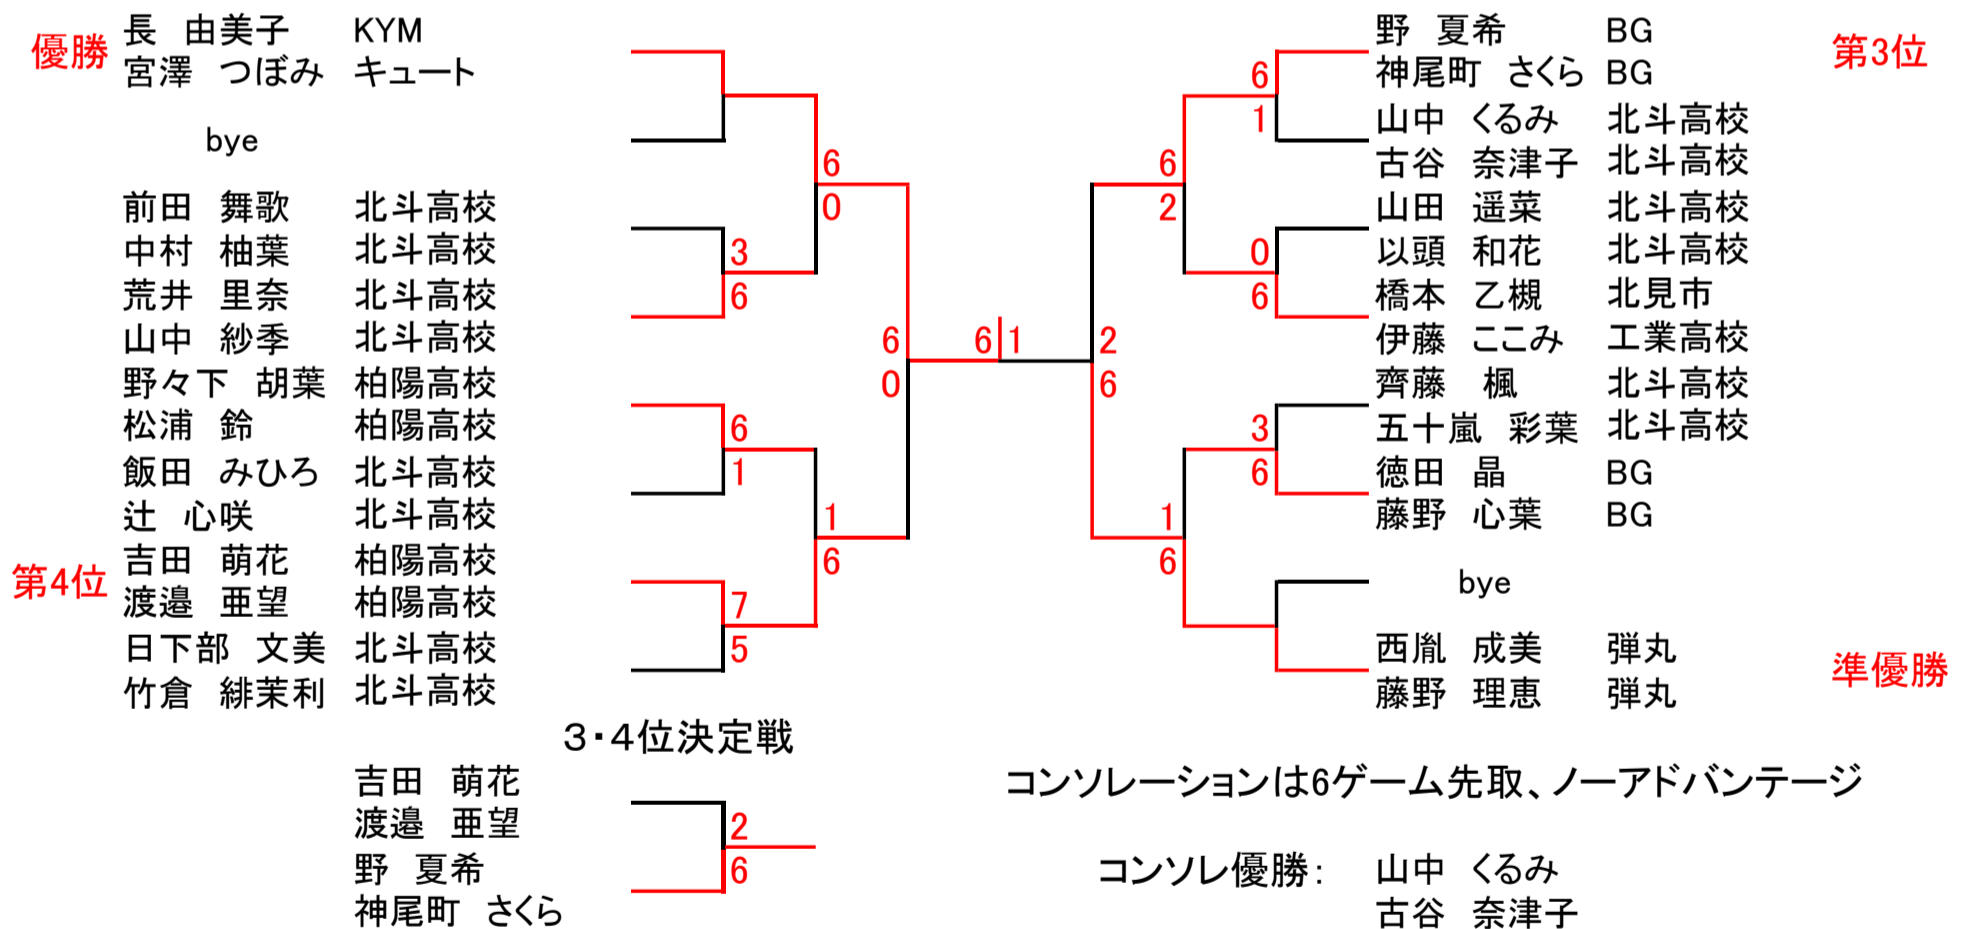 優勝
長 由美子 KYM
宮澤 つぼみ キュート
bye
前田 舞歌 北斗高校
中村 柚葉 北斗高校
荒井 里奈 北斗高校
山中 紗季 北斗高校
野々下 胡葉 柏陽高校
松浦 鈴 柏陽高校
飯田 みひろ 北斗高校
辻 心咲 北斗高校
第4位
吉田 萌花 柏陽高校
渡邉 亜望 柏陽高校
日下部 文美 北斗高校
竹倉 緋茉利 北斗高校
3
6
6
1
7
5
6
0
1
6
6
0
6 1
2
6
6
2
1
6
6
1
0
6
3
6
野 夏希 BG
神尾町 さくら BG
第3位
山中 くるみ 北斗高校
古谷 奈津子 北斗高校
山田 遥菜 北斗高校
以頭 和花 北斗高校
橋本 乙槻 北見市
伊藤 ここみ 工業高校
齊藤 楓 北斗高校
五十嵐 彩葉 北斗高校
徳田 晶 BG
藤野 心葉 BG
bye
西胤 成美 弾丸
藤野 理恵 弾丸
準優勝
３・４位決定戦
吉田 萌花
渡邉 亜望
野 夏希
神尾町 さくら
2
6
コンソレーションは6ゲーム先取、ノーアドバンテージ
コンソレ優勝： 山中 くるみ
古谷 奈津子